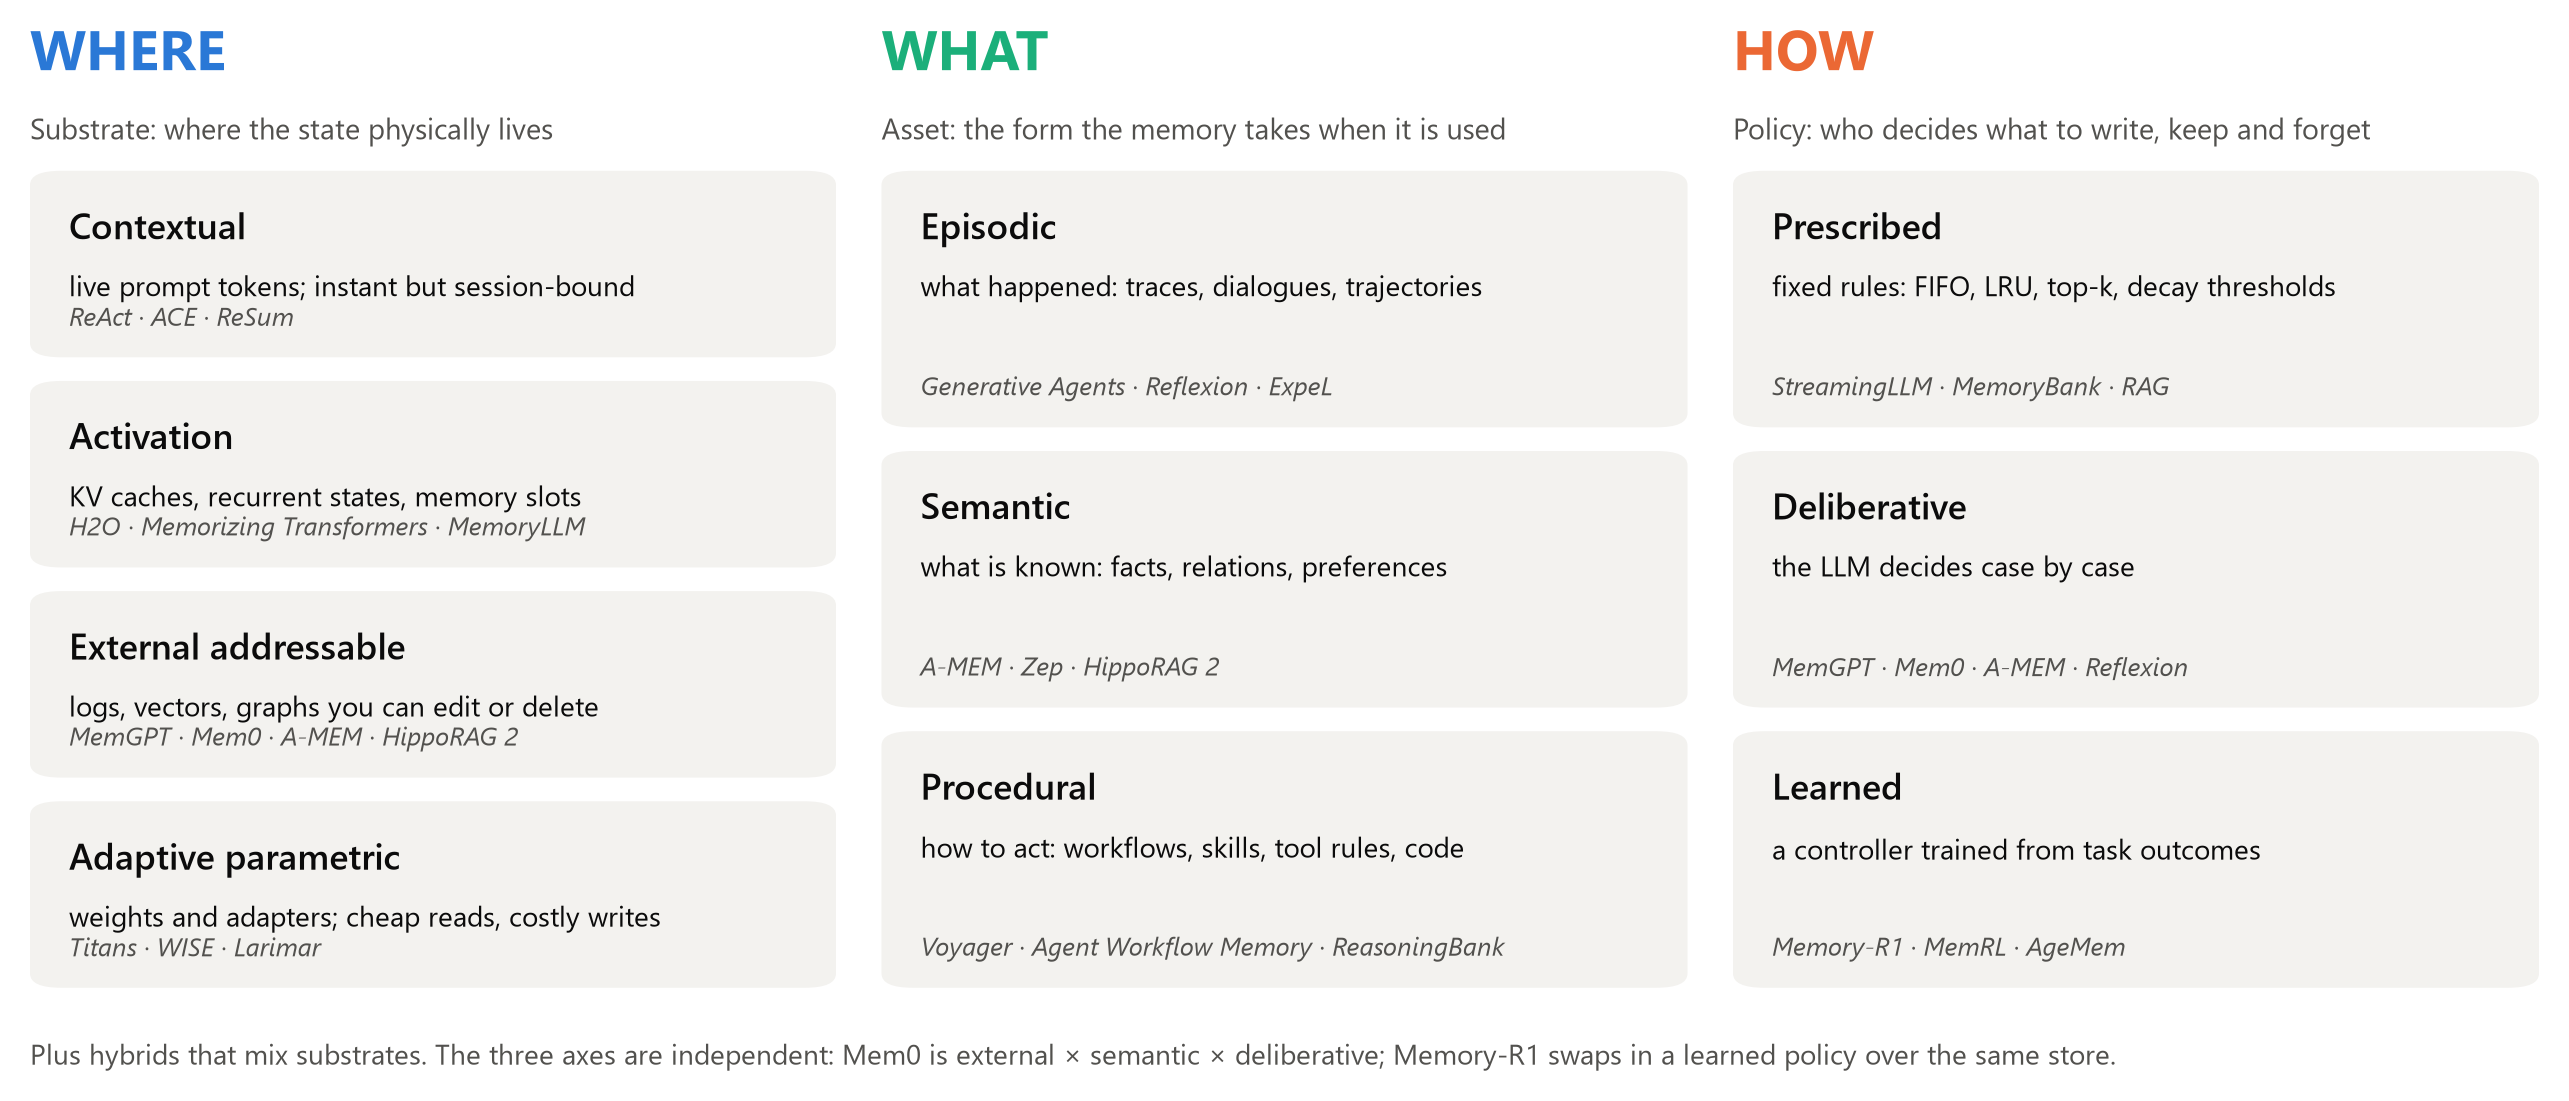 WHERE
Substrate: where the state physically lives
Contextual
live prompt tokens; instant but session-bound
ReAct · ACE · ReSum
Activation
KV caches, recurrent states, memory slots
H2O · Memorizing Transformers · MemoryLLM
External addressable
logs, vectors, graphs you can edit or delete
MemGPT · Mem0 · A-MEM · HippoRAG 2
Adaptive parametric
weights and adapters; cheap reads, costly writes
Titans · WISE · Larimar
WHAT
Asset: the form the memory takes when it is used
Episodic
what happened: traces, dialogues, trajectories
Generative Agents · Reflexion · ExpeL
Semantic
what is known: facts, relations, preferences
A-MEM · Zep · HippoRAG 2
Procedural
how to act: workflows, skills, tool rules, code
Voyager · Agent Workflow Memory · ReasoningBank
HOW
Policy: who decides what to write, keep and forget
Prescribed
fixed rules: FIFO, LRU, top-k, decay thresholds
StreamingLLM · MemoryBank · RAG
Deliberative
the LLM decides case by case
MemGPT · Mem0 · A-MEM · Reflexion
Learned
a controller trained from task outcomes
Memory-R1 · MemRL · AgeMem
Plus hybrids that mix substrates. The three axes are independent: Mem0 is external × semantic × deliberative; Memory-R1 swaps in a learned policy over the same store.